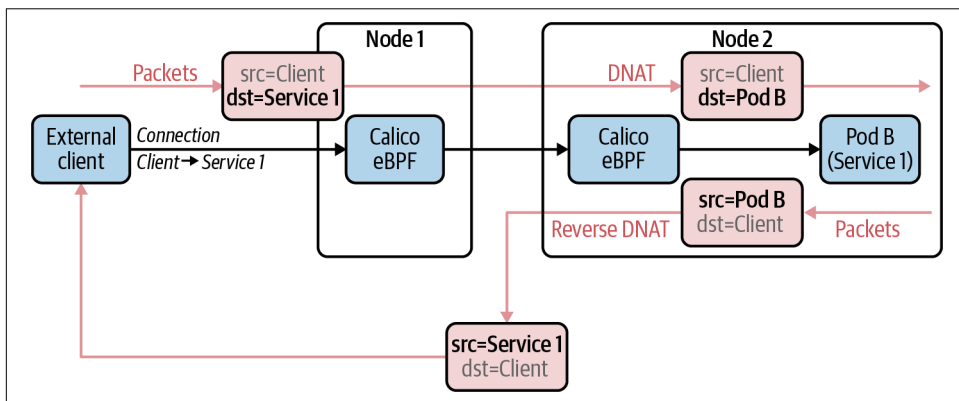 Node 1
Node 2
Packets
src=Client
dst=Service 1
DNAT
src=Client
dst=Pod B
External
client
Connection
Client→Service 1
Calico
eBPF
Calico
eBPF
Pod B
(Service 1)
src=Pod B
dst=Client
Reverse DNAT
Packets
src=Service 1
dst=Client